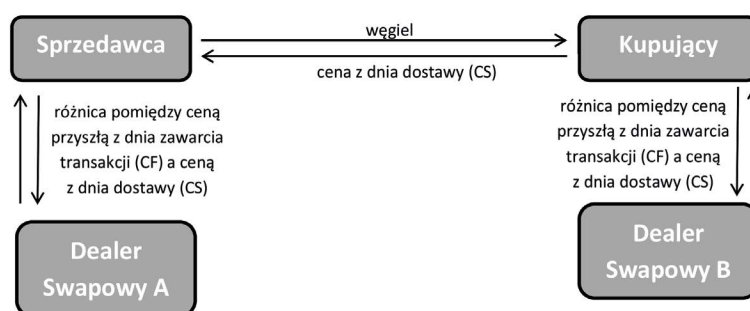 Sprzedawca
węgiel
Kupujący
cena z dnia dostawy (CS)
różnica pomiędzy ceną
przyszłą z dnia zawarcia
transakcji (CF) a ceną
z dnia dostawy (CS)
różnica pomiędzy ceną
przyszłą z dnia zawarcia
transakcji (CF) a ceną
z dnia dostawy (CS)
Dealer
Swapowy A
Dealer
Swapowy B